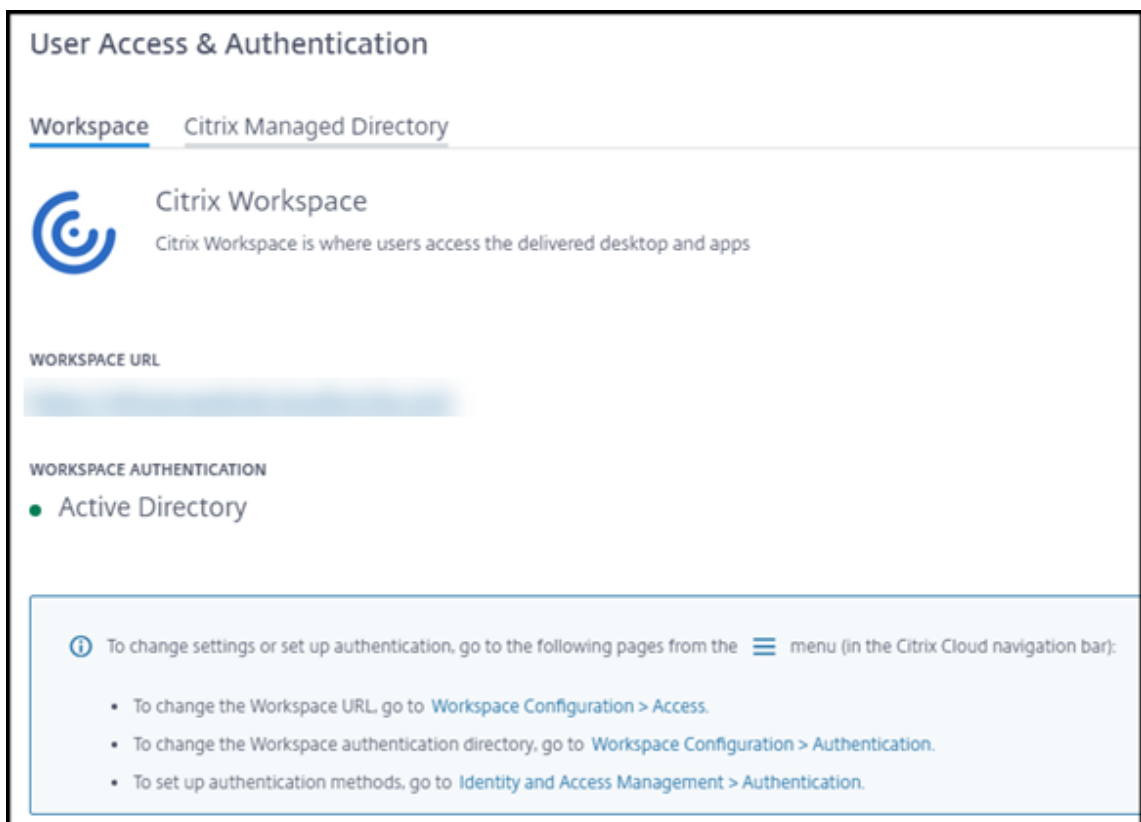 User Access & Authentication
Workspace Citrix Managed Directory
Citrix Workspace
Citrix Workspace is where users access the delivered desktop and apps
WORKSPACE URL
WORKSPACE AUTHENTICATION
Active Directory
To change settings or set up authentication, go to the following pages from the menu (in the Citrix Cloud navigation bar):
• To change the Workspace URL, go to Workspace Configuration > Access.
• To change the Workspace authentication directory, go to Workspace Configuration > Authentication.
• To set up authentication methods, go to Identity and Access Management > Authentication.